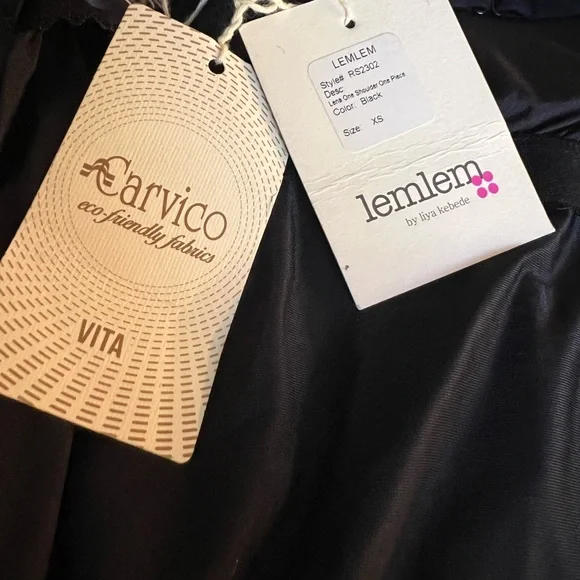 Carvico
eco-friendly fabrics
VITA
LEMLEM
Style# RS2302
Desc:
Lena One Shoulder One Piece
Color: Black
Size: XS
lemlem
by liya kebede